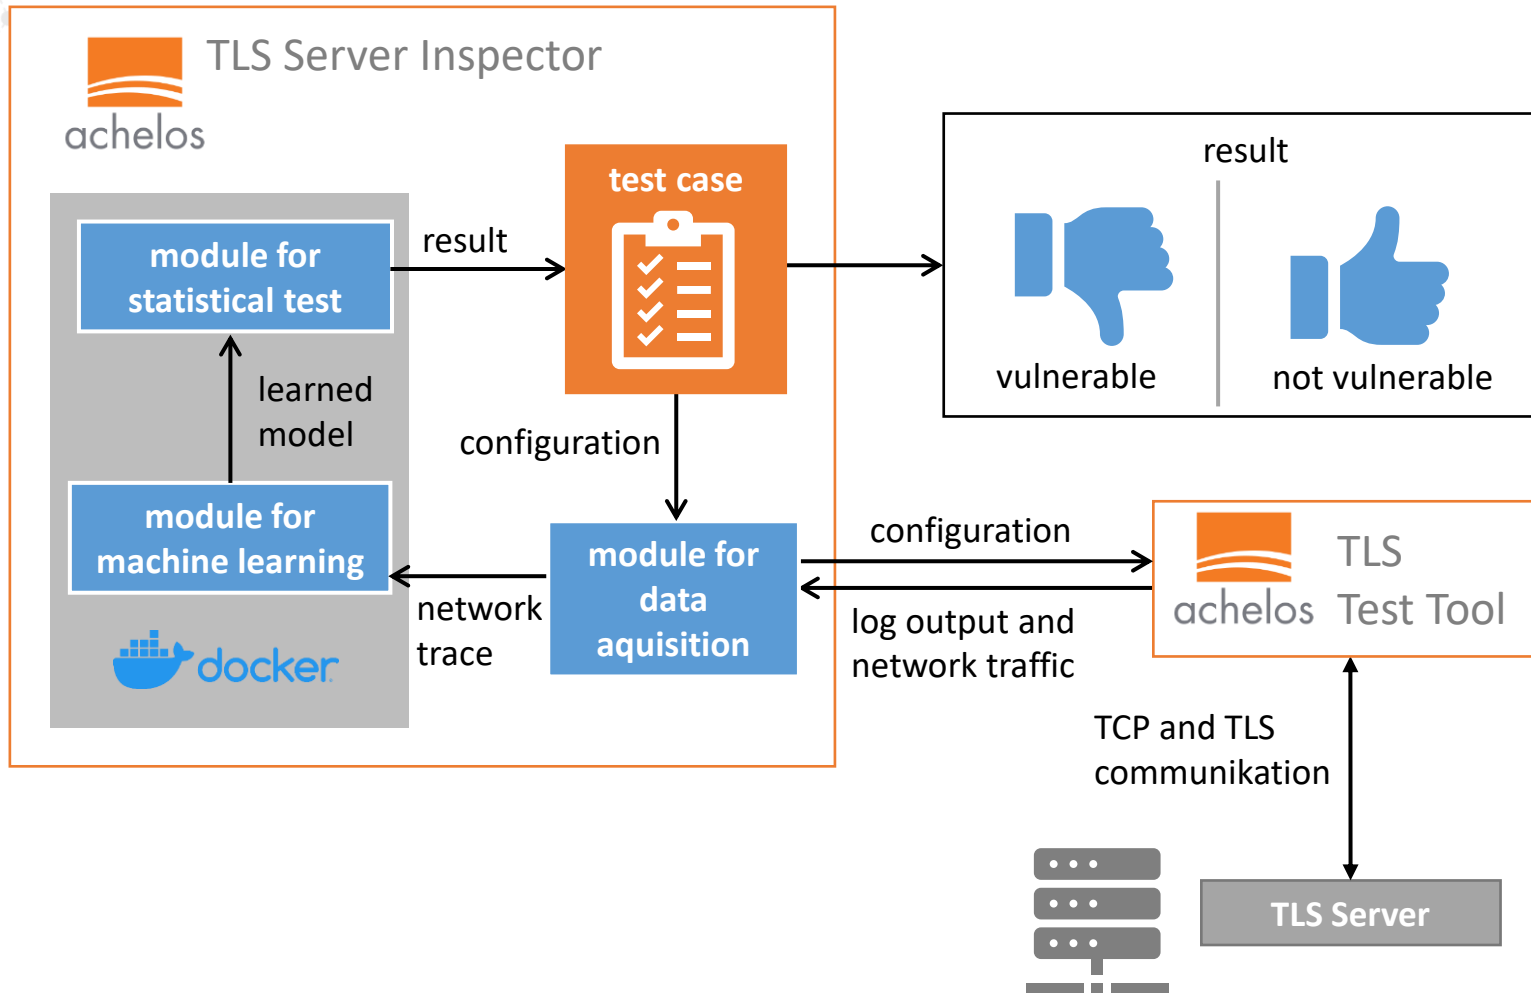 TLS Server Inspector
achelos
test case
result
module for
statistical test
result
vulnerable
not vulnerable
learned
model
configuration
module for
machine learning
network
trace
docker
module for
data
aquisition
configuration
log output and
network traffic
achelos
TLS
Test Tool
TCP and TLS
communikation
TLS Server